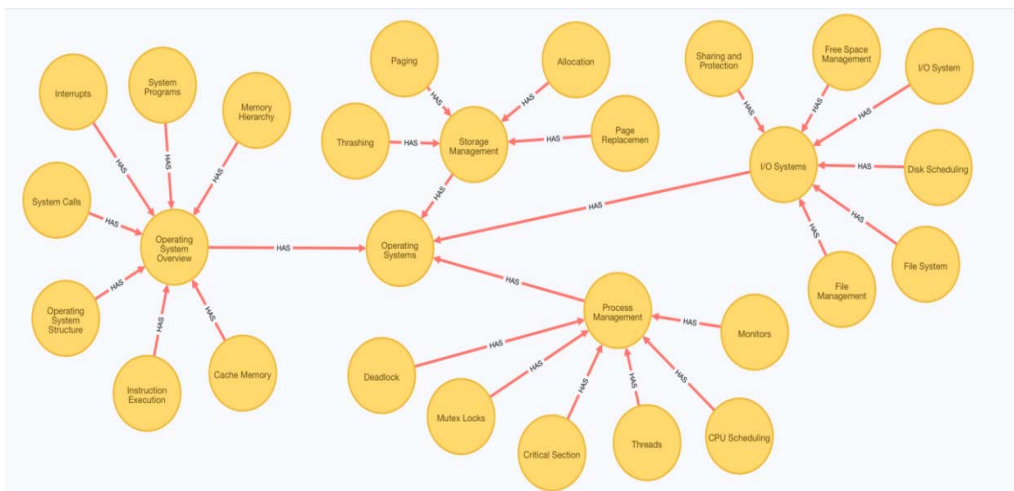 Interrupts
System
Programs
Memory
Hierarchy
System Calls
Operating
System
Overview
Operating
System
Structure
Instruction
Execution
Cache Memory
HAS
HAS
HAS
HAS
HAS
HAS
HAS
HAS
Paging
Allocation
Thrashing
Storage
Management
Page
Replacemen
HAS
HAS
HAS
HAS
HAS
Operating
Systems
Sharing and
Protection
Free Space
Management
I/O System
I/O Systems
Disk Scheduling
File System
File
Management
HAS
HAS
HAS
HAS
HAS
HAS
HAS
Process
Management
Monitors
Deadlock
Mutex Locks
Critical Section
Threads
CPU Scheduling
HAS
HAS
HAS
HAS
HAS
HAS
HAS